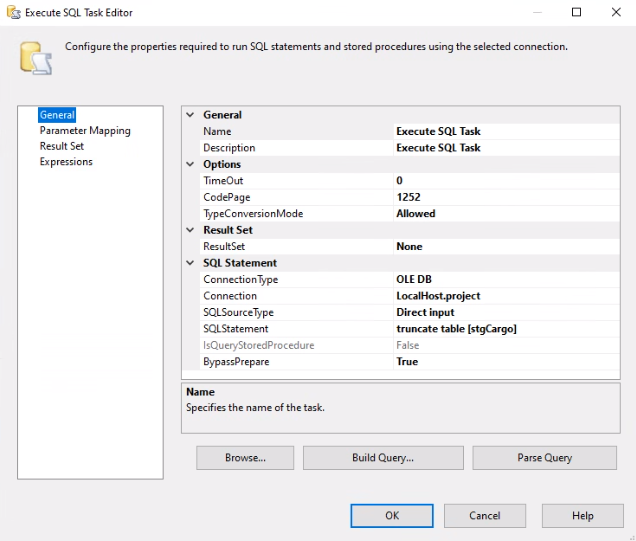 Execute SQL Task Editor
Configure the properties required to run SQL statements and stored procedures using the selected connection.
General
Parameter Mapping
Result Set
Expressions
General
Name Execute SQL Task
Description Execute SQL Task
Options
TimeOut 0
CodePage 1252
TypeConversionMode Allowed
Result Set
ResultSet None
SQL Statement
ConnectionType OLE DB
Connection LocalHost.project
SQLSourceType Direct input
SQLStatement truncate table [stgCargo]
IsQueryStoredProcedure False
BypassPrepare True
Name
Specifies the name of the task.
Browse... Build Query... Parse Query
OK Cancel Help